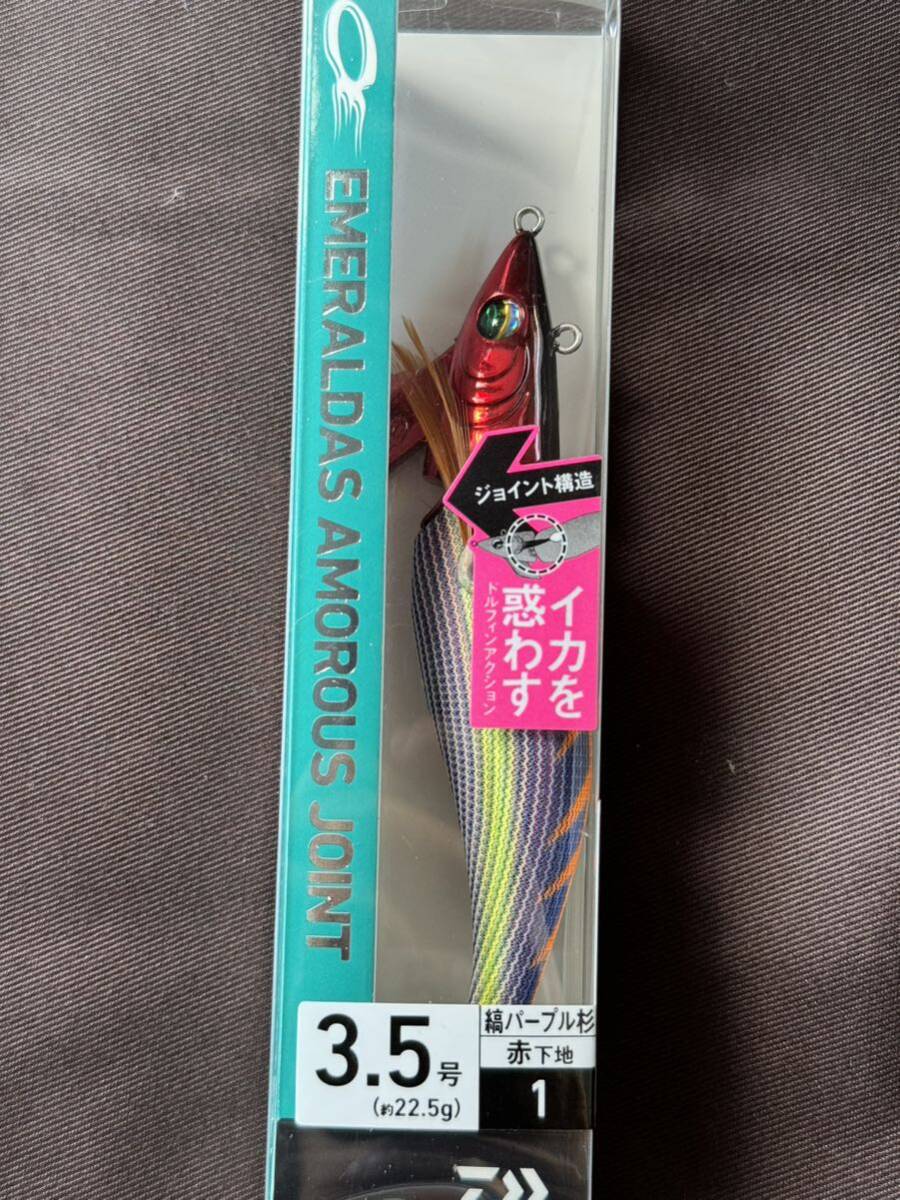 EMERALDAS AMOROUS JOINT
ジョイント構造
イカを
惑わす
ドルフィンアクション
3.5号
(約22.5g)
縞パープル杉
赤下地
1